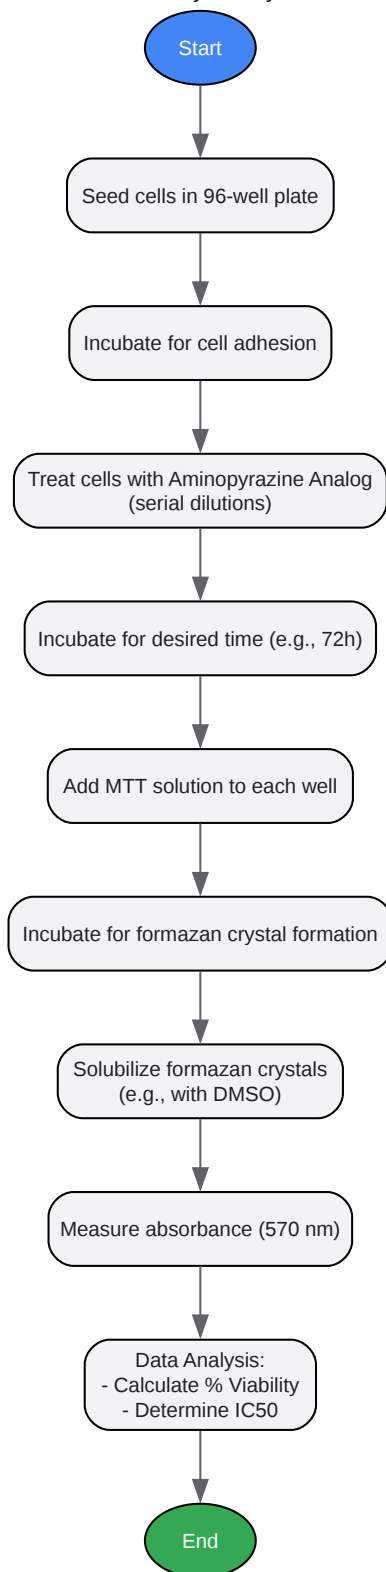 Start
Seed cells in 96-well plate
Incubate for cell adhesion
Treat cells with Aminopyrazine Analog
(serial dilutions)
Incubate for desired time (e.g., 72h)
Add MTT solution to each well
Incubate for formazan crystal formation
Solubilize formazan crystals
(e.g., with DMSO)
Measure absorbance (570 nm)
Data Analysis:
- Calculate % Viability
- Determine IC50
End